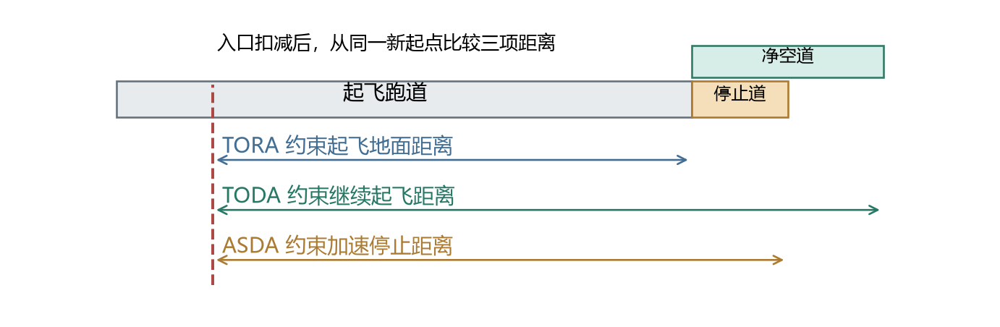 入口扣减后，从同一新起点比较三项距离
净空道
起飞跑道
停止道
TORA 约束起飞地面距离
TODA 约束继续起飞距离
ASDA 约束加速停止距离